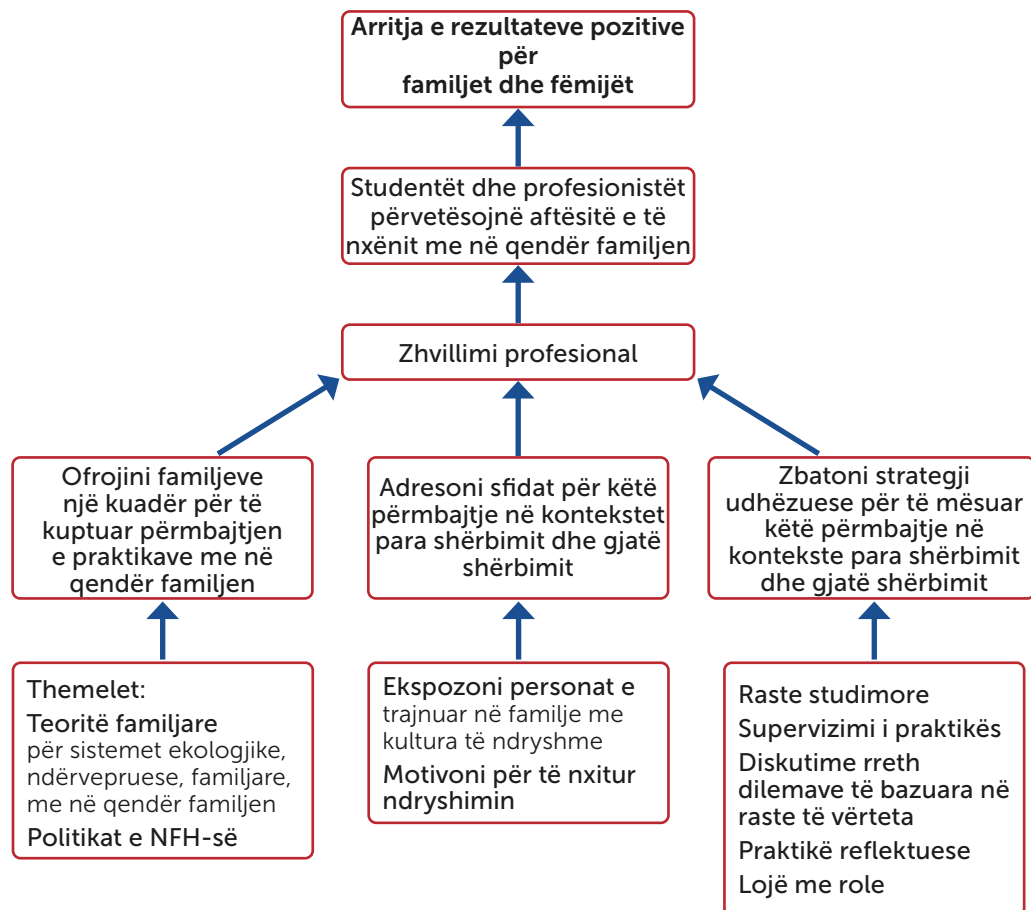 Arritja e rezultateve pozitive
për
familjet dhe fëmijët
Studentët dhe profesionistët
përvetësojnë aftësitë e të
nxënit me në qendër familjen
Zhvillimi profesional
Ofrojini familjeve
një kuadër për të
kuptuar përmbajtjen
e praktikave me në
qendër familjen
Adresoni sfidat për këtë
përmbajtje në kontekstet
para shërbimit dhe gjatë
shërbimit
Zbatoni strategji
udhëzuese për të mësuar
këtë përmbajtje në
kontekste para shërbimit
dhe gjatë shërbimit
Themelet:
Teoritë familjare
për sistemet ekologjike,
ndërvepruese, familjare,
me në qendër familjen
Politikat e NFH-së
Ekspozoni personat e
trajnuar në familje me
kultura të ndryshme
Motivoni për të nxitur
ndryshimin
Raste studimore
Supervizimi i praktikës
Diskutime rreth
dilemave të bazuara në
raste të vërteta
Praktikë reflektuese
Lojë me role